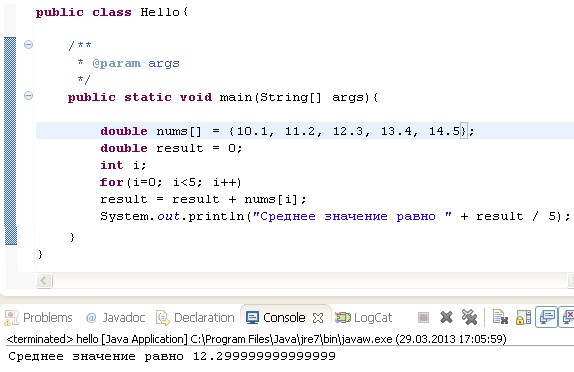 public class Hello{
/**
* @param args
*/
public static void main(String[] args){
double nums[] = {10.1, 11.2, 12.3, 13.4, 14.5};
double result = 0;
int i;
for(i=0; i<5; i++)
result = result + nums[i];
System.out.println("Среднее значение равно " + result / 5);
}
}
Problems @ Javadoc Declaration Console LogCat
<terminated> hello [Java Application] C:\Program Files\Java\jre7\bin\javaw.exe (29.03.2013 17:05:59)
Среднее значение равно 12.299999999999999